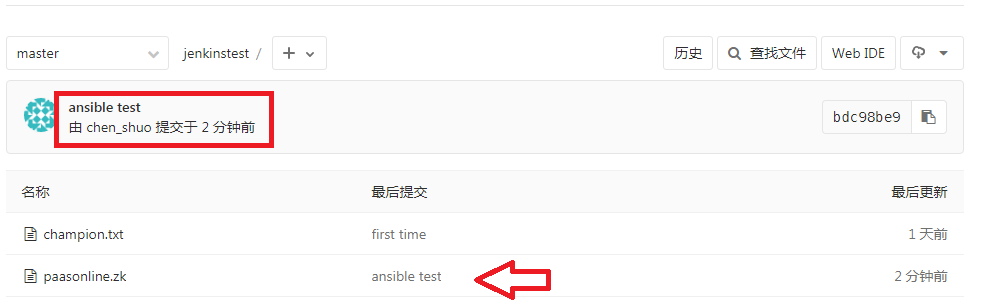 master jenkinstest / 历史 查找文件 Web IDE
ansible test
由 chen_shuo 提交于 2 分钟前
bdc98be9
名称 最后提交 最后更新
champion.txt first time 1 天前
paasonline.zk ansible test 2 分钟前